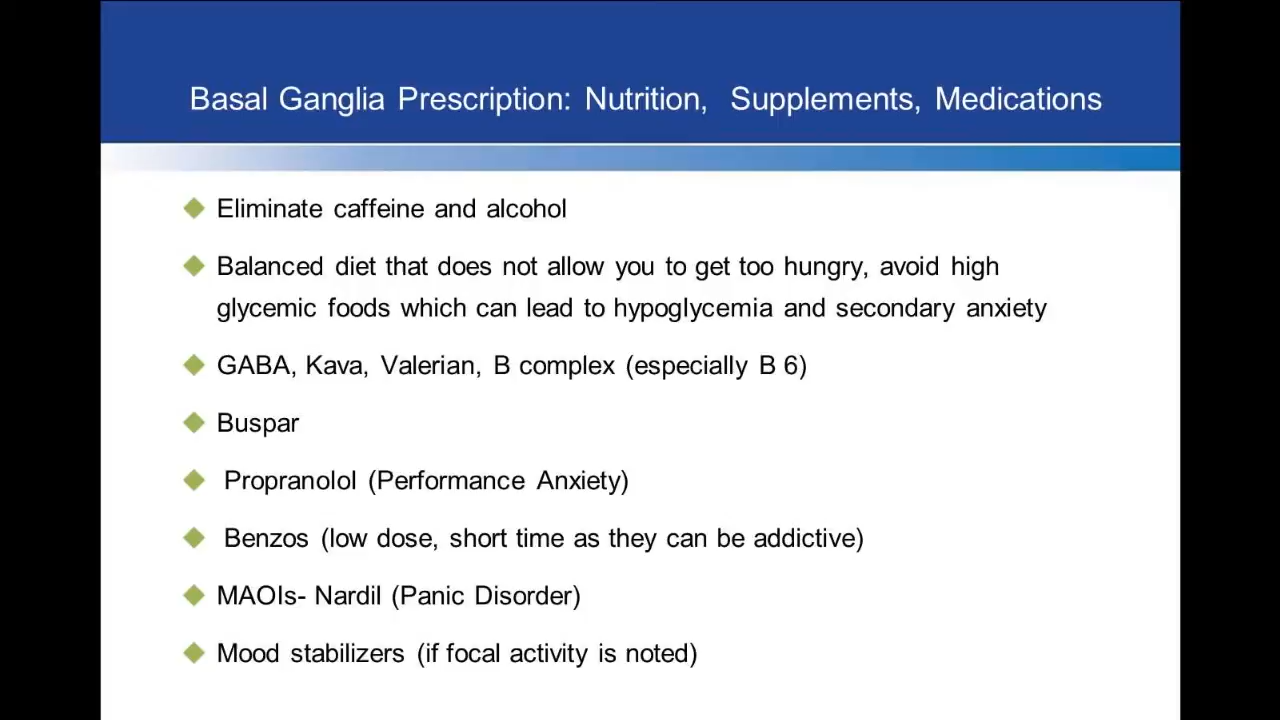 Basal Ganglia Prescription: Nutrition, Supplements, Medications
Eliminate caffeine and alcohol
Balanced diet that does not allow you to get too hungry, avoid high
glycemic foods which can lead to hypoglycemia and secondary anxiety
GABA, Kava, Valerian, B complex (especially B 6)
Buspar
Propranolol (Performance Anxiety)
Benzos (low dose, short time as they can be addictive)
MAOIs- Nardil (Panic Disorder)
Mood stabilizers (if focal activity is noted)